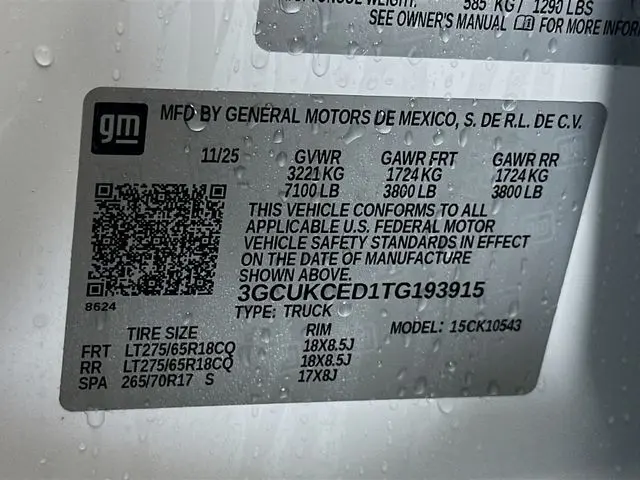 585 KG / 1290 LBS
SEE OWNER'S MANUAL FOR MORE INFOR
gm
MFD BY GENERAL MOTORS DE MEXICO, S. DE R.L. DE C.V.
11/25 GVWR GAWR FRT GAWR RR
3221 KG 1724 KG 1724 KG
7100 LB 3800 LB 3800 LB
THIS VEHICLE CONFORMS TO ALL
APPLICABLE U.S. FEDERAL MOTOR
VEHICLE SAFETY STANDARDS IN EFFECT
ON THE DATE OF MANUFACTURE
SHOWN ABOVE.
8624
3GCUKCED1TG193915
TYPE: TRUCK MODEL: 15CK10543
TIRE SIZE RIM
FRT LT275/65R18CQ 18X8.5J
RR LT275/65R18CQ 18X8.5J
SPA 265/70R17 S 17X8J